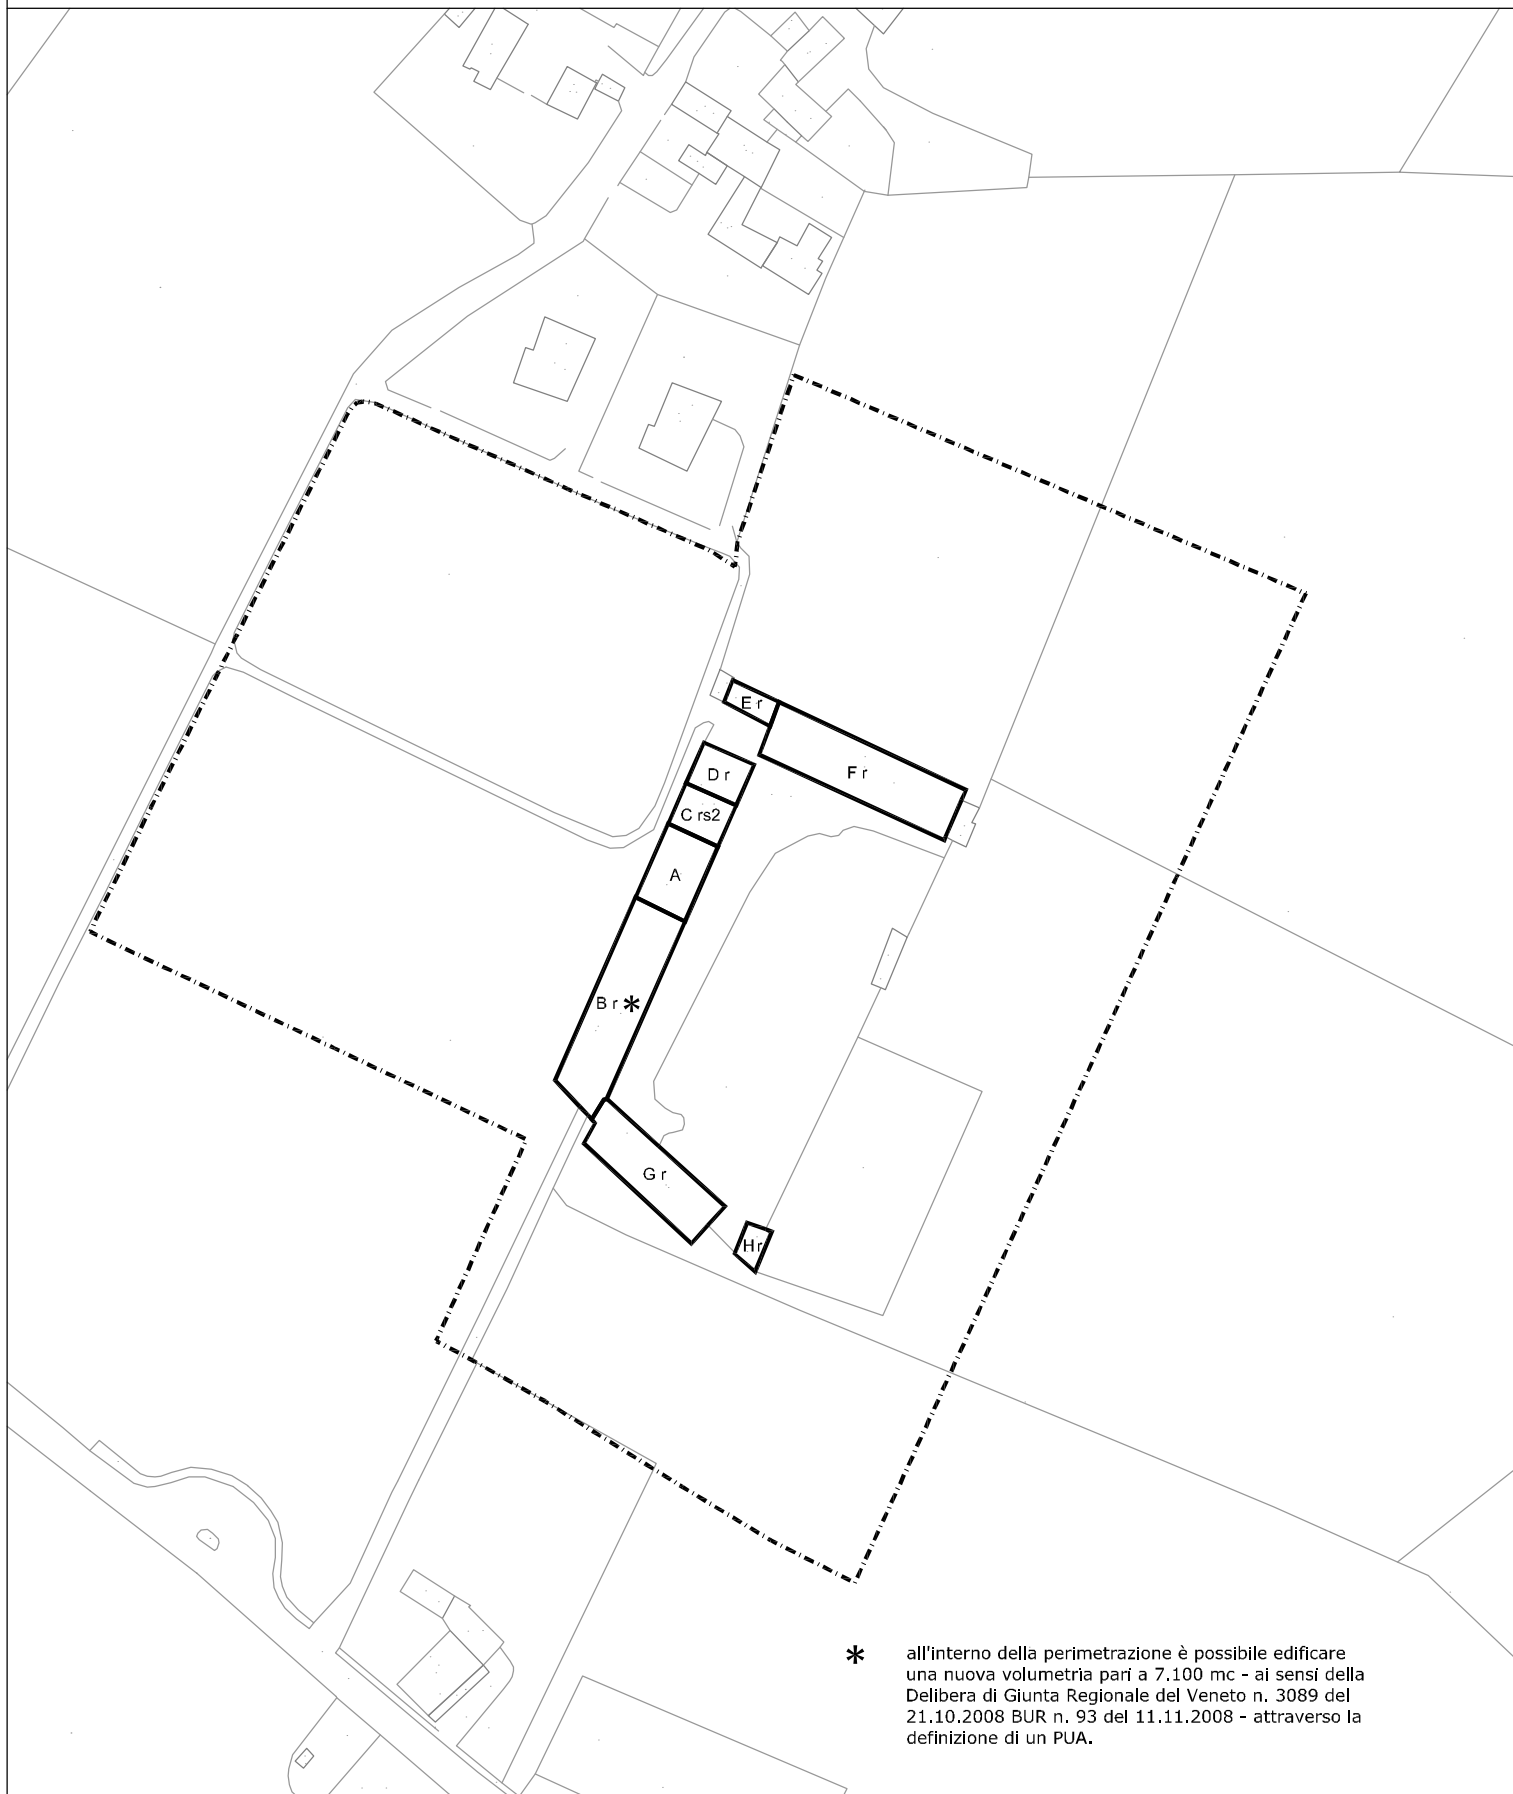 E r
F r
D r
C rs2
A
B r *
G r
H r
* all'interno della perimetrazione è possibile edificare
una nuova volumetria pari a 7.100 mc - ai sensi della
Delibera di Giunta Regionale del Veneto n. 3089 del
21.10.2008 BUR n. 93 del 11.11.2008 - attraverso la
definizione di un PUA.